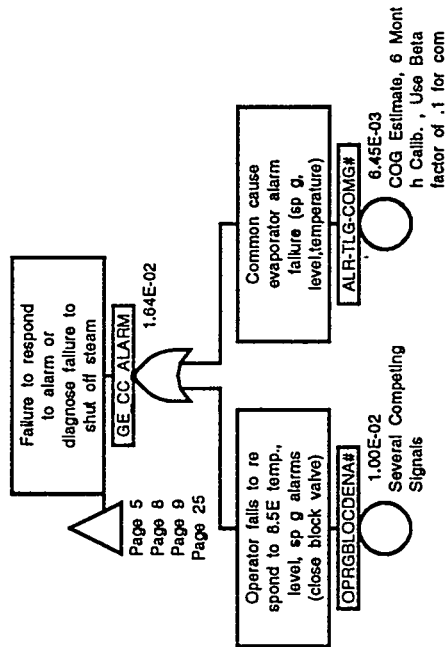 Failure to respond
to alarm or
diagnose failure to
shut off steam
GE CC ALARM
1.64E-02
Page 5
Page 8
Page 9
Page 25
Operator fails to re
spond to 8.5E temp.,
level, sp g alarms
(close block valve)
OPRGBLOCDENA#
1.00E-02
Several Competing
Signals
Common cause
evaporator alarm
failure (sp g,
level,temperature)
ALR-TLG-COMG#
6.45E-03
COG Estimate, 6 Mont
h Calib. , Use Beta
factor of .1 for com